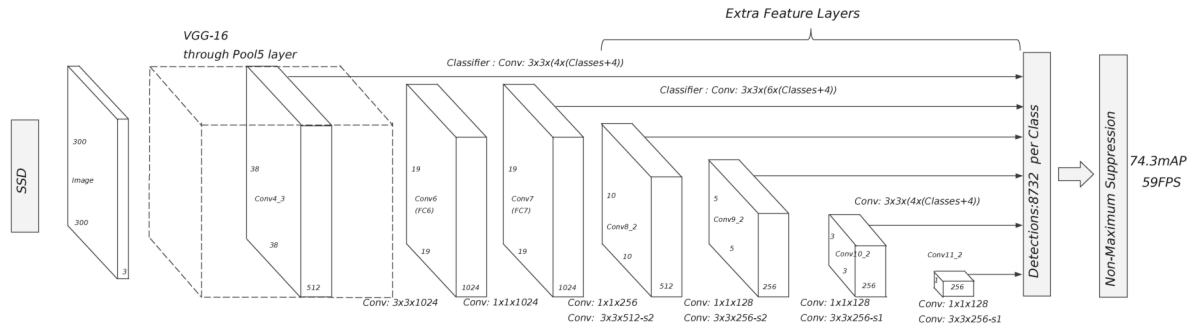 Extra Feature Layers
VGG-16
through Pool5 layer
Classifier : Conv: 3x3x(4x(Classes+4))
Classifier : Conv: 3x3x(6x(Classes+4))
SSD
300
Image
300
3
38
Conv4_3
38
512
19
Conv6
(FC6)
19
1024
19
Conv7
(FC7)
19
1024
10
Conv8_2
10
512
5
Conv9_2
5
256
Conv: 3x3x(4x(Classes+4))
3
Conv10_2
3
256
Conv11_2
1
256
Conv: 3x3x1024
Conv: 1x1x1024
Conv: 1x1x256
Conv: 3x3x512-s2
Conv: 1x1x128
Conv: 3x3x256-s2
Conv: 1x1x128
Conv: 3x3x256-s1
Conv: 1x1x128
Conv: 3x3x256-s1
Detections:8732 per Class
Non-Maximum Suppression
74.3mAP
59FPS